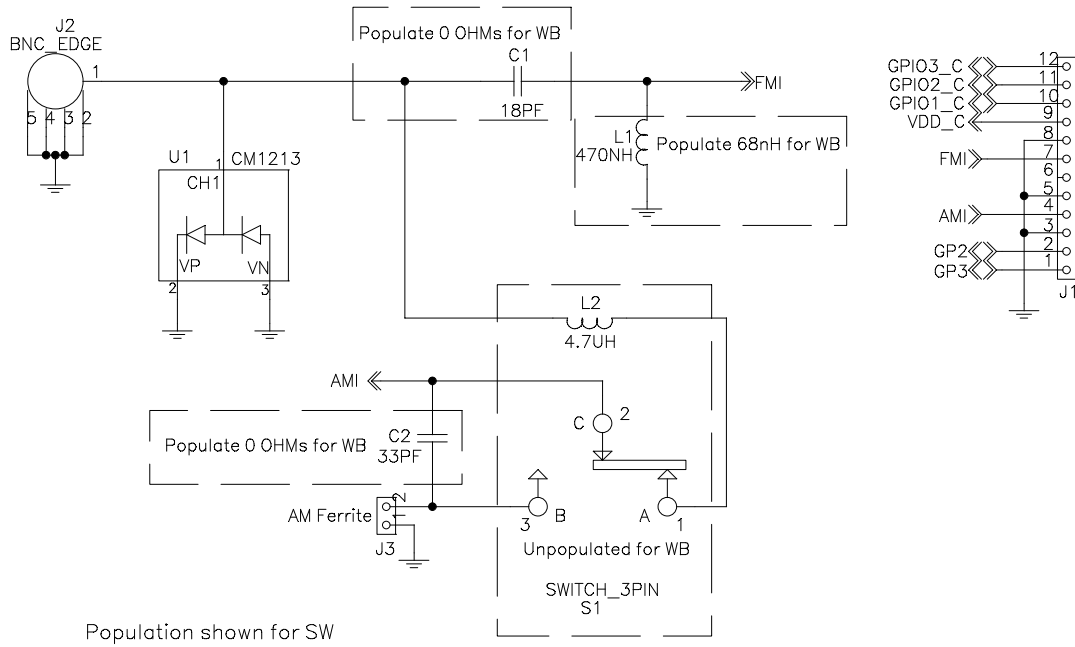 J2
BNC_EDGE
1
5 4 3 2
Populate 0 OHMs for WB
C1
18PF
FMI
L1
470NH
Populate 68nH for WB
U1
1
CM1213
CH1
VP
VN
2
3
GPIO3_C
12
GPIO2_C
11
GPIO1_C
10
VDD_C
9
8
FMI
7
6
5
AMI
4
3
GP2
2
GP3
1
J1
L2
4.7UH
AMI
C
2
Populate 0 OHMs for WB
C2
33PF
AM Ferrite
1 2
J3
3
B
A
1
Unpopulated for WB
SWITCH_3PIN
S1
Population shown for SW